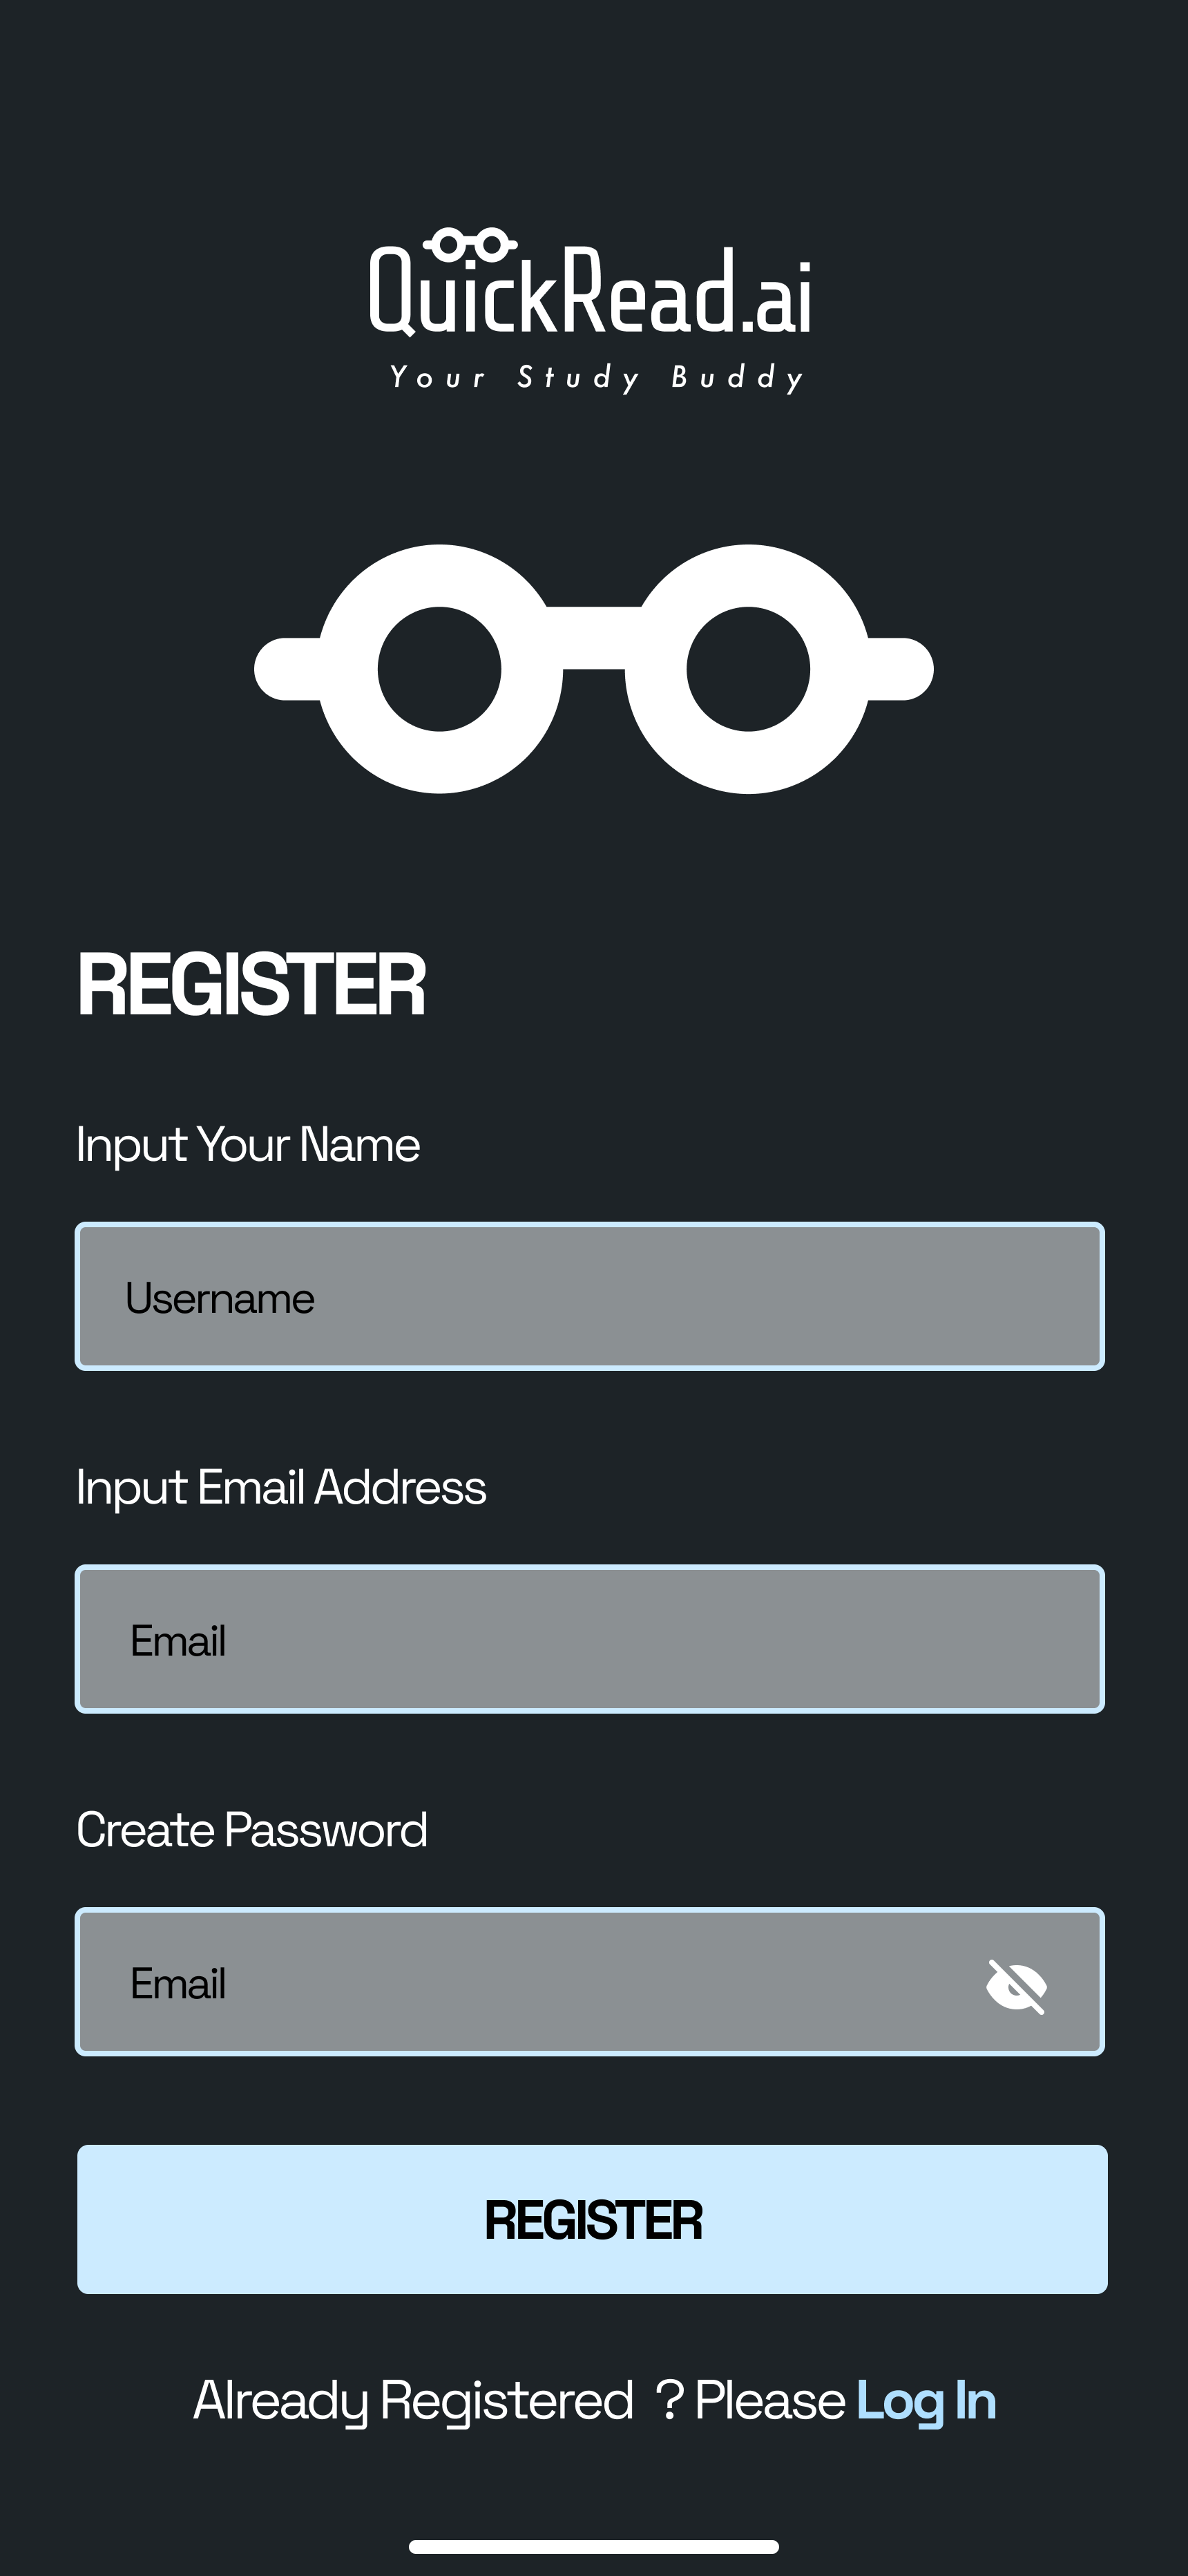 QuickRead.ai
Your Study Buddy
REGISTER
Input Your Name
Username
Input Email Address
Email
Create Password
Email
REGISTER
Already Registered ? Please Log In